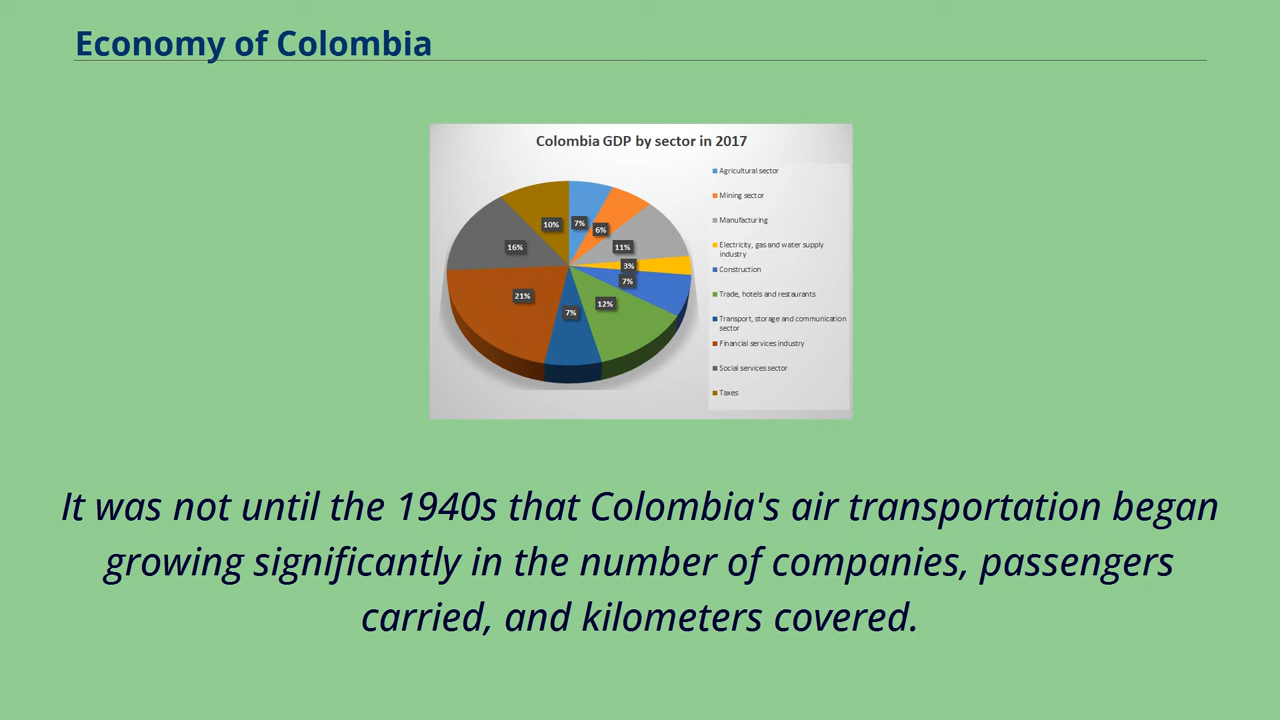 Economy of Colombia
Colombia GDP by sector in 2017
Agricultural sector
Mining sector
Manufacturing
Electricity, gas and water supply
industry
Construction
Trade, hotels and restaurants
Transport, storage and communication
sector
Financial services industry
Social services sector
Taxes
10%
7%
6%
11%
16%
3%
7%
21%
12%
7%
It was not until the 1940s that Colombia's air transportation began
growing significantly in the number of companies, passengers
carried, and kilometers covered.